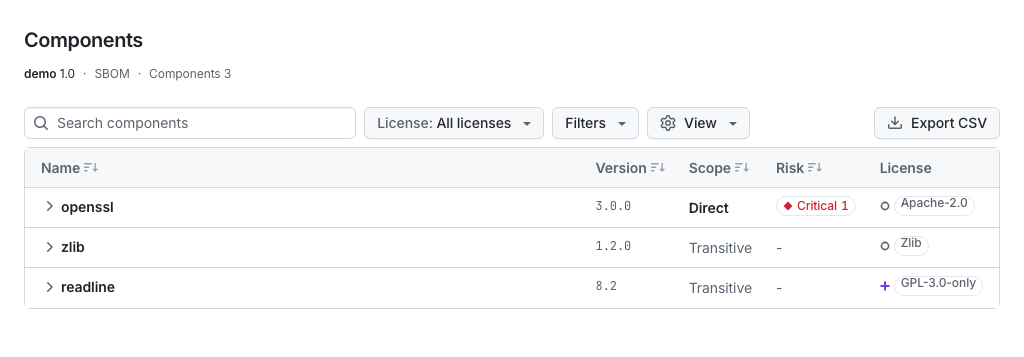 Components
demo 1.0 · SBOM · Components 3
Search components License: All licenses Filters View Export CSV
Name Version Scope Risk License
openssl 3.0.0 Direct Critical 1 Apache-2.0
zlib 1.2.0 Transitive - Zlib
readline 8.2 Transitive - GPL-3.0-only